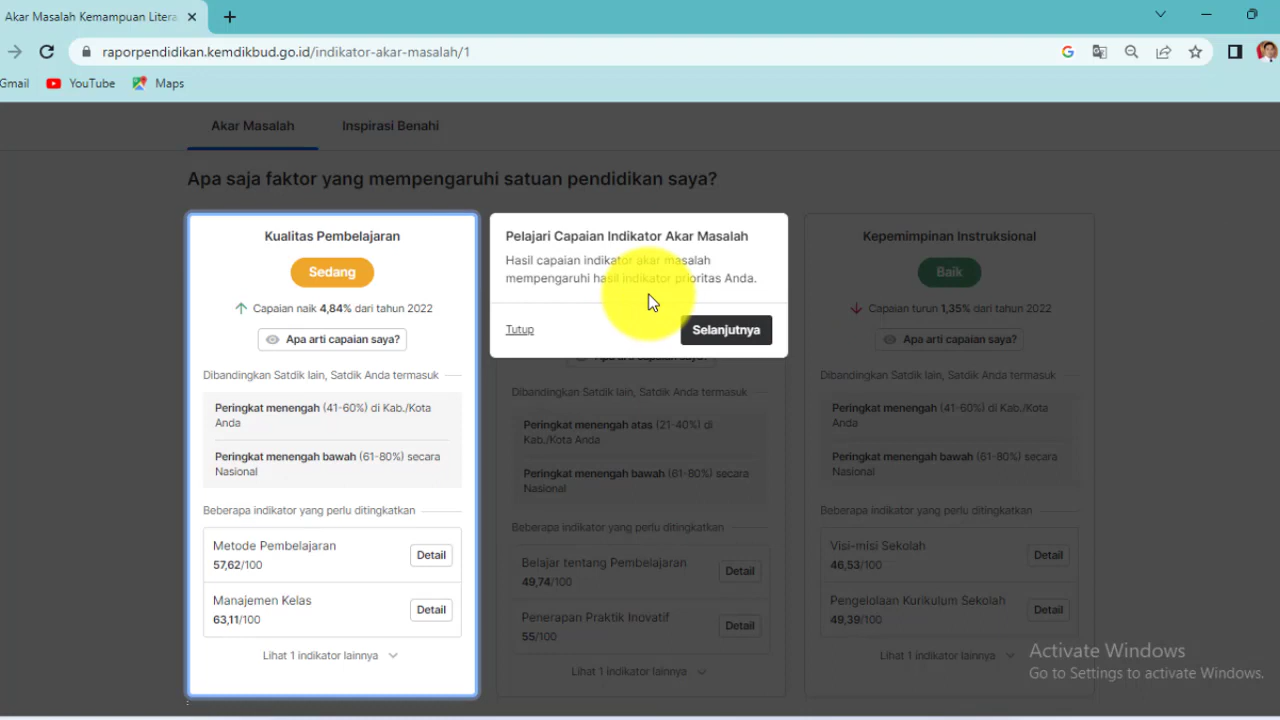 Akar Masalah Kemampuan Litera
raporpendidikan.kemdikbud.go.id/indikator-akar-masalah/1
Gmail YouTube Maps
Akar Masalah Inspirasi Benahi
Apa saja faktor yang mempengaruhi satuan pendidikan saya?
Kualitas Pembelajaran
Sedang
Capaian naik 4,84% dari tahun 2022
Apa arti capaian saya?
Dibandingkan Satdik lain, Satdik Anda termasuk
Peringkat menengah (41-60%) di Kab./Kota
Anda
Peringkat menengah bawah (61-80%) secara
Nasional
Beberapa indikator yang perlu ditingkatkan
Metode Pembelajaran
57,62/100
Detail
Manajemen Kelas
63,11/100
Detail
Lihat 1 indikator lainnya
Pelajari Capaian Indikator Akar Masalah
Hasil capaian indikator akar masalah
mempengaruhi hasil indikator prioritas Anda.
Tutup
Selanjutnya
Apa arti capaian saya?
Dibandingkan Satdik lain, Satdik Anda termasuk
Peringkat menengah atas (21-40%) di
Kab./Kota Anda
Peringkat menengah bawah (61-80%) secara
Nasional
Beberapa indikator yang perlu ditingkatkan
Belajar tentang Pembelajaran
49,74/100
Detail
Penerapan Praktik Inovatif
55/100
Detail
Lihat 1 indikator lainnya
Kepemimpinan Instruksional
Baik
Capaian turun 1,35% dari tahun 2022
Apa arti capaian saya?
Dibandingkan Satdik lain, Satdik Anda termasuk
Peringkat menengah (41-60%) di Kab./Kota
Anda
Peringkat menengah bawah (61-80%) secara
Nasional
Beberapa indikator yang perlu ditingkatkan
Visi-misi Sekolah
46,53/100
Detail
Pengelolaan Kurikulum Sekolah
49,39/100
Detail
Lihat 1 indikator lainnya
Activate Windows
Go to Settings to activate Windows.